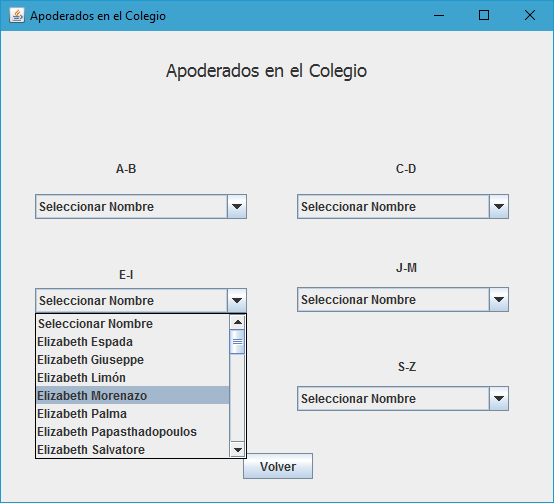 Apoderados en el Colegio
Apoderados en el Colegio
A-B
C-D
Seleccionar Nombre
Seleccionar Nombre
E-I
J-M
Seleccionar Nombre
Seleccionar Nombre
Seleccionar Nombre
Elizabeth Espada
Elizabeth Giuseppe
Elizabeth Limón
Elizabeth Morenazo
Elizabeth Palma
Elizabeth Papasthadopoulos
Elizabeth Salvatore
S-Z
Seleccionar Nombre
Volver